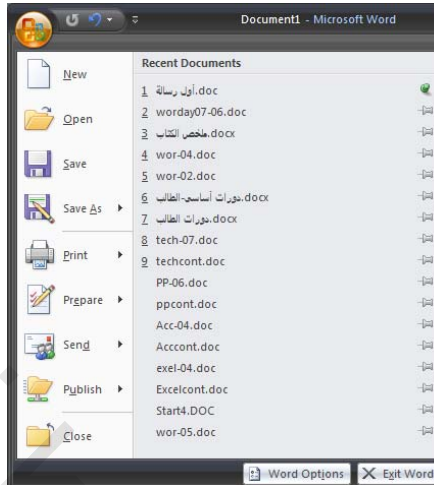 Document1 - Microsoft Word
New
Open
Save
Save As
Print
Prepare
Send
Publish
Close
Recent Documents
1 أول رسالة.doc
2 worday07-06.doc
3 ملخص الكتاب.docx
4 wor-04.doc
5 wor-02.doc
6 دورات أساسى-الطالب.docx
7 دورات الطالب.docx
8 tech-07.doc
9 techcont.doc
PP-06.doc
ppcont.doc
Acc-04.doc
Acccont.doc
exel-04.doc
Excelcont.doc
Start4.DOC
wor-05.doc
Word Options
Exit Word